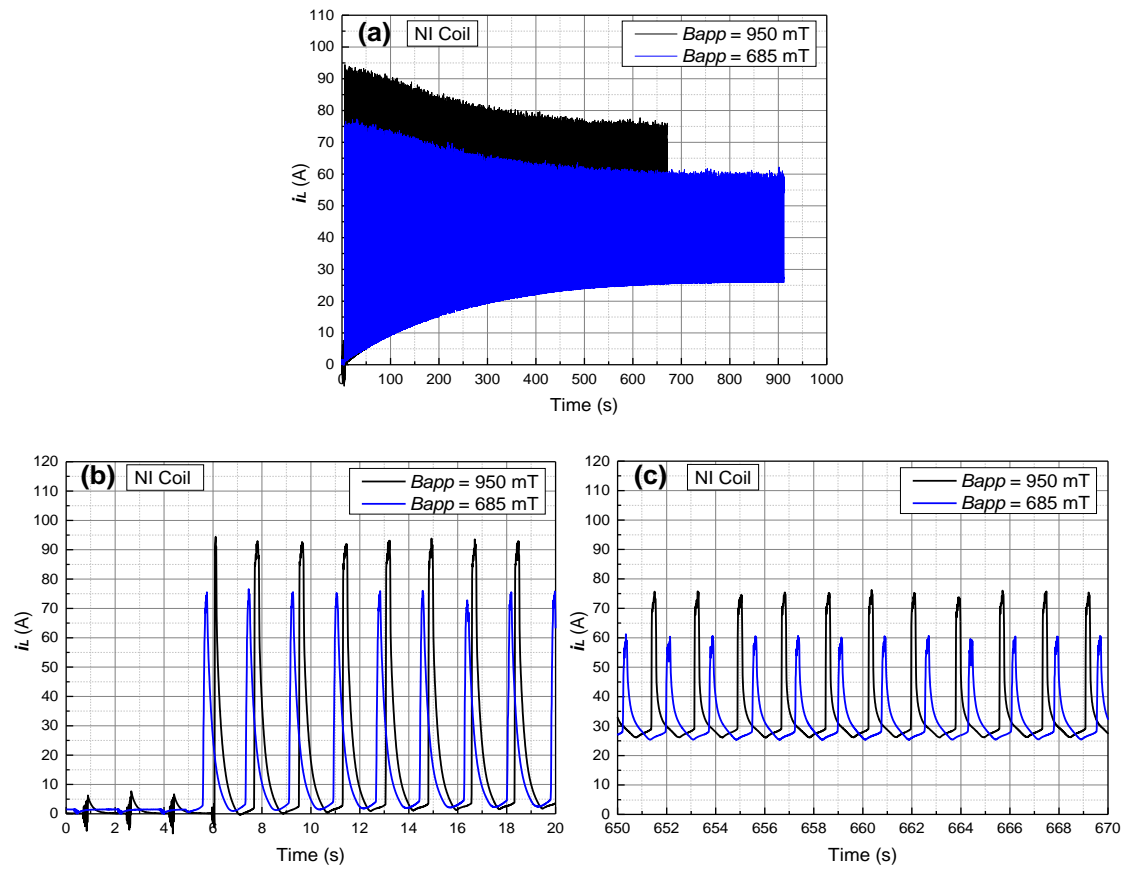 110
(a)
NI Coil
Bapp = 950 mT
Bapp = 685 mT
100
90
80
70
60
50
40
30
20
10
0
iL (A)
0 100 200 300 400 500 600 700 800 900 1000
Time (s)
120
(b)
NI Coil
Bapp = 950 mT
Bapp = 685 mT
110
100
90
80
70
60
50
40
30
20
10
0
iL (A)
0 2 4 6 8 10 12 14 16 18 20
Time (s)
120
(c)
NI Coil
Bapp = 950 mT
Bapp = 685 mT
110
100
90
80
70
60
50
40
30
20
10
0
iL (A)
650 652 654 656 658 660 662 664 666 668 670
Time (s)